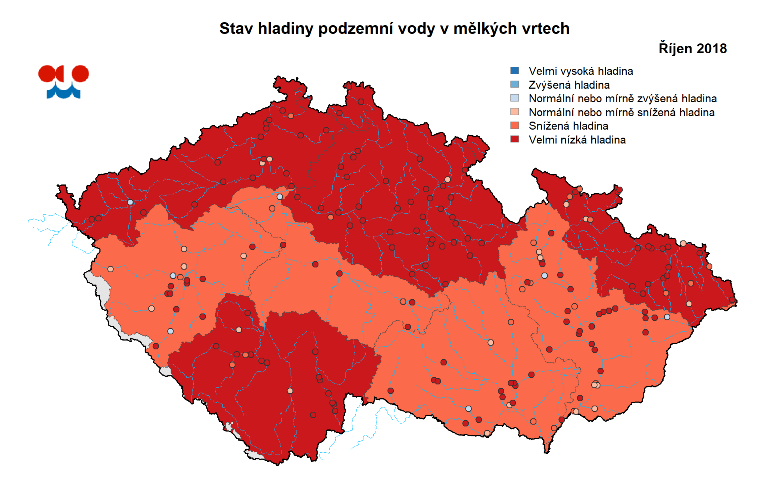 Stav hladiny podzemní vody v mělkých vrtech
Říjen 2018
Velmi vysoká hladina
Zvýšená hladina
Normální nebo mírně zvýšená hladina
Normální nebo mírně snížená hladina
Snížená hladina
Velmi nízká hladina